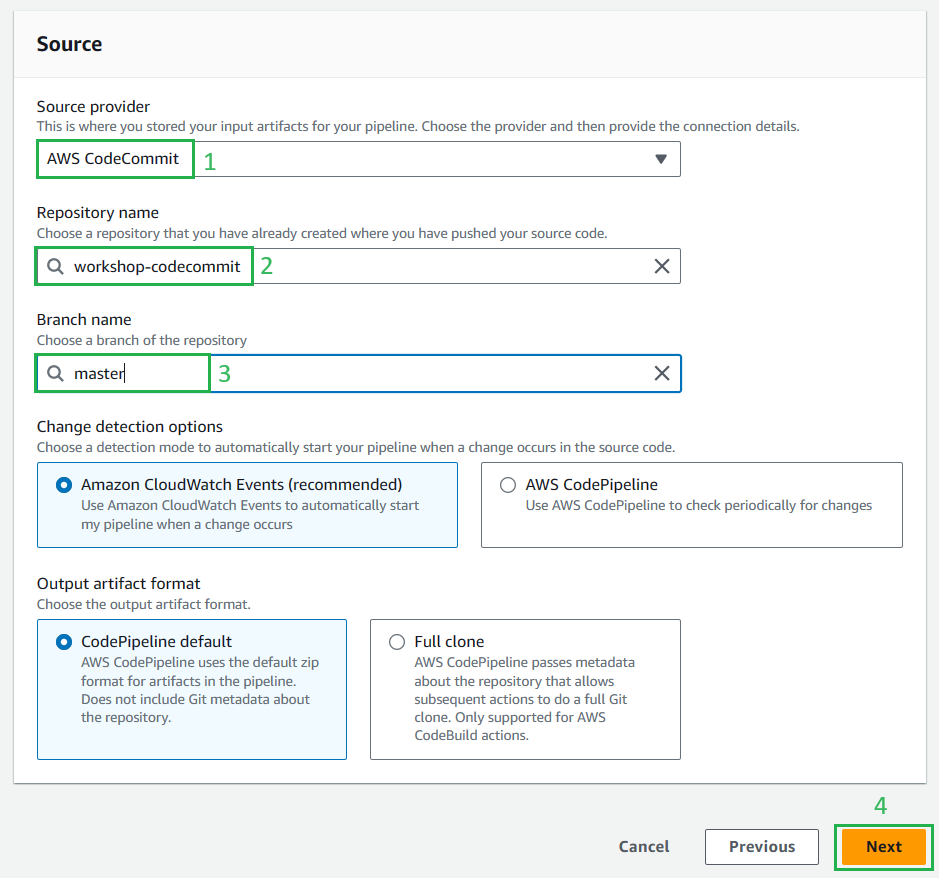 Source
Source provider
This is where you stored your input artifacts for your pipeline. Choose the provider and then provide the connection details.
AWS CodeCommit 1
Repository name
Choose a repository that you have already created where you have pushed your source code.
workshop-codecommit 2
Branch name
Choose a branch of the repository
master 3
Change detection options
Choose a detection mode to automatically start your pipeline when a change occurs in the source code.
Amazon CloudWatch Events (recommended)
Use Amazon CloudWatch Events to automatically start
my pipeline when a change occurs
AWS CodePipeline
Use AWS CodePipeline to check periodically for changes
Output artifact format
Choose the output artifact format.
CodePipeline default
AWS CodePipeline uses the default zip
format for artifacts in the pipeline.
Does not include Git metadata about
the repository.
Full clone
AWS CodePipeline passes metadata
about the repository that allows
subsequent actions to do a full Git
clone. Only supported for AWS
CodeBuild actions.
4
Cancel Previous Next